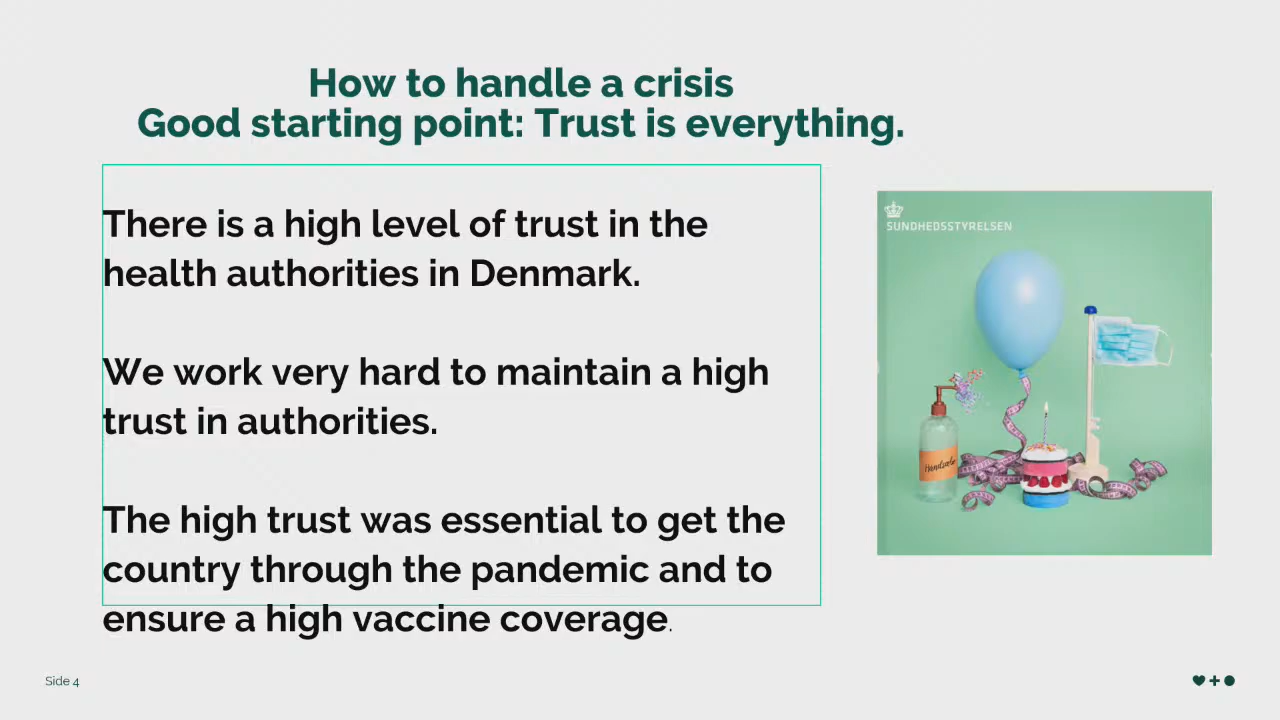 How to handle a crisis
Good starting point: Trust is everything.
There is a high level of trust in the
health authorities in Denmark.
We work very hard to maintain a high
trust in authorities.
The high trust was essential to get the
country through the pandemic and to
ensure a high vaccine coverage.
SUNDHEDSSTYRELSEN
Side 4